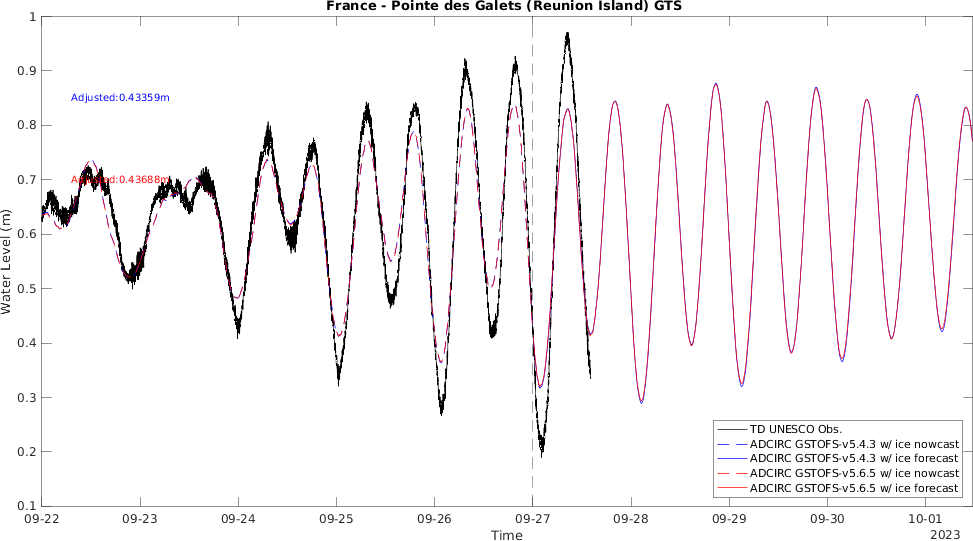 France - Pointe des Galets (Reunion Island) GTS
1
0.9
0.8
0.7
0.6
0.5
0.4
0.3
0.2
0.1
Water Level (m)
Adjusted:0.43359m
Adjusted:0.43688m
TD UNESCO Obs.
ADCIRC GSTOFS-v5.4.3 w/ ice nowcast
ADCIRC GSTOFS-v5.4.3 w/ ice forecast
ADCIRC GSTOFS-v5.6.5 w/ ice nowcast
ADCIRC GSTOFS-v5.6.5 w/ ice forecast
09-22 09-23 09-24 09-25 09-26 09-27 09-28 09-29 09-30 10-01
Time
2023